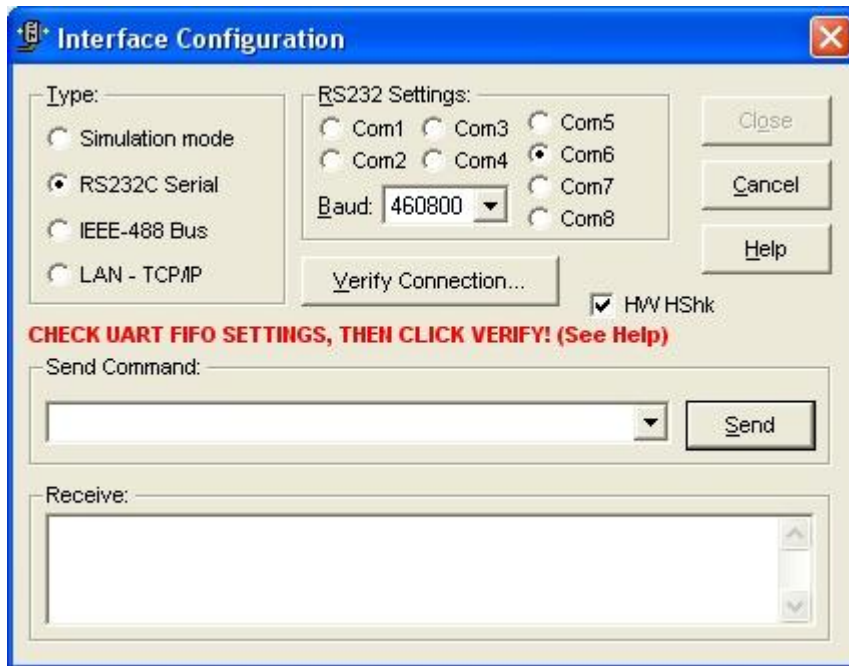 Interface Configuration
Type:
Simulation mode
RS232C Serial
IEEE-488 Bus
LAN - TCP/IP
RS232 Settings:
Com1 Com3 Com5
Com2 Com4 Com6
Com7
Baud: 460800
Com8
Close
Cancel
Help
Verify Connection...
HW HShk
CHECK UART FIFO SETTINGS, THEN CLICK VERIFY! (See Help)
Send Command:
Send
Receive: